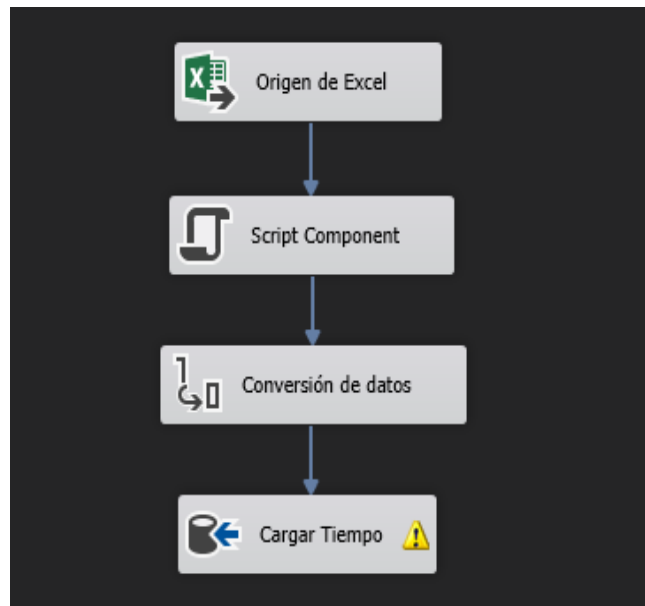 Origen de Excel
Script Component
Conversión de datos
Cargar Tiempo